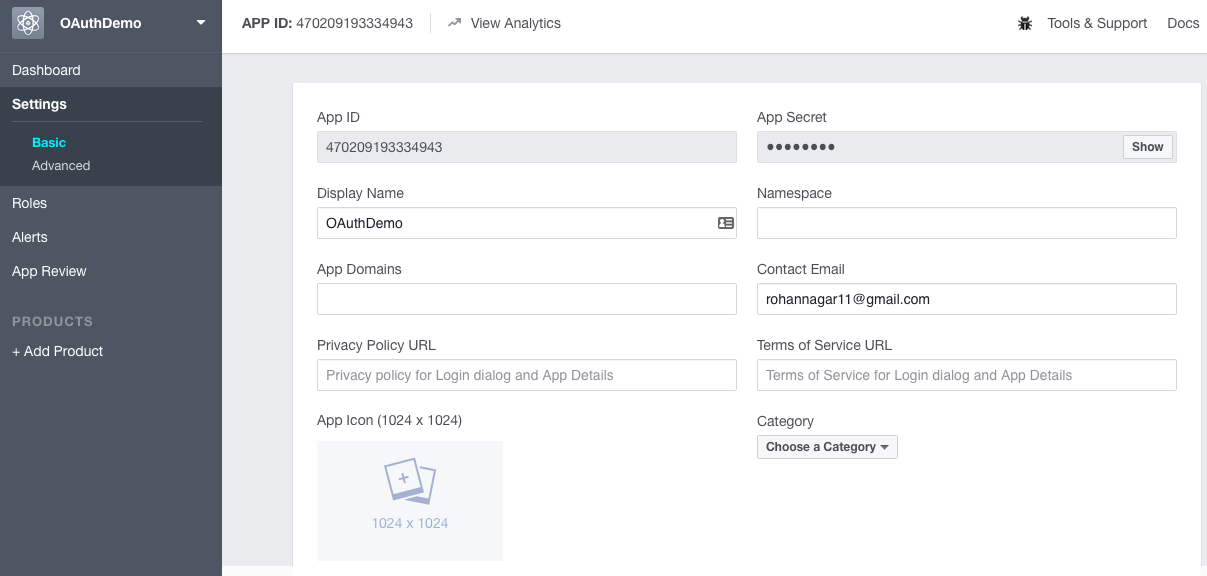 OAuthDemo
APP ID: 470209193334943
View Analytics
Tools & Support
Docs
Dashboard
Settings
Basic
Advanced
Roles
Alerts
App Review
PRODUCTS
+ Add Product
App ID
470209193334943
App Secret
●●●●●●●●
Show
Display Name
OAuthDemo
Namespace
App Domains
Contact Email
rohannagar11@gmail.com
Privacy Policy URL
Privacy policy for Login dialog and App Details
Terms of Service URL
Terms of Service for Login dialog and App Details
App Icon (1024 x 1024)
1024 x 1024
Category
Choose a Category